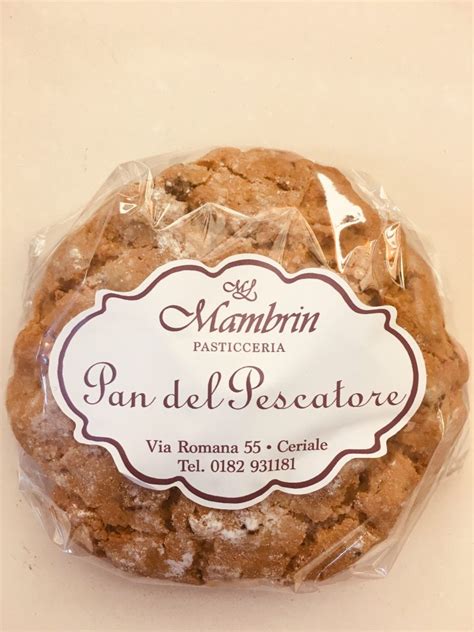 ML
Mambrin
PASTICCERIA
Pan del Pescatore
Via Romana 55 • Ceriale
Tel. 0182 931181